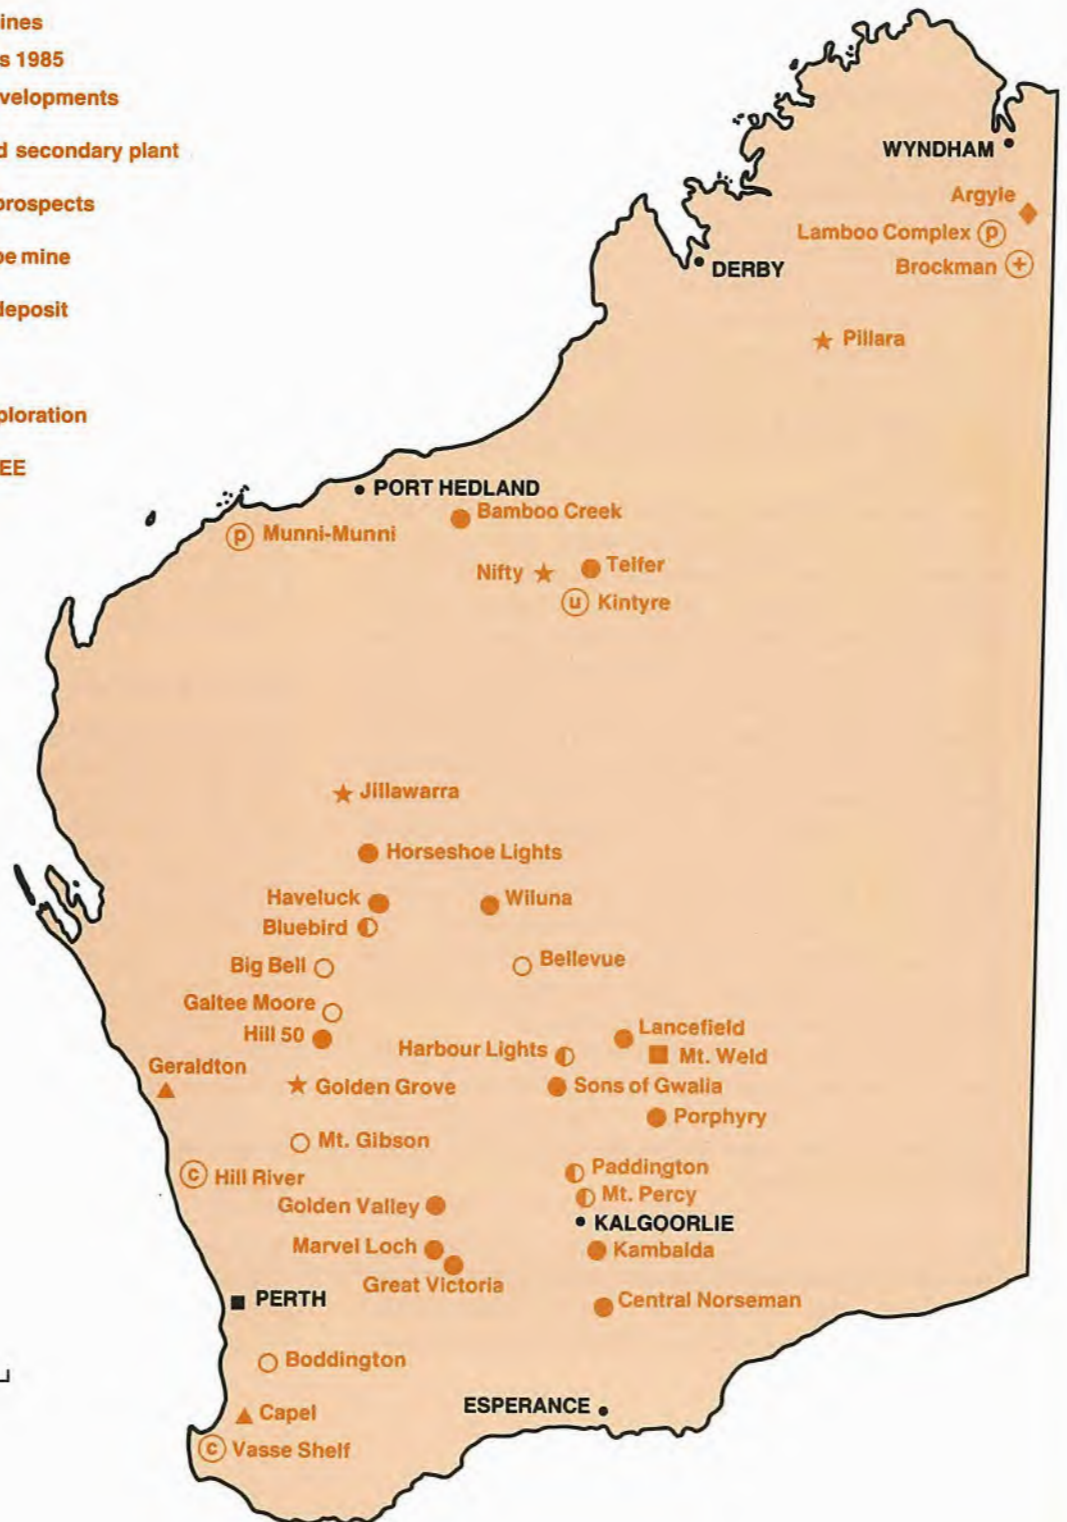 ines
s 1985
velopments
d secondary plant
prospects
be mine
deposit
ploration
EE
WYNDHAM
Argyle
Lamboo Complex p
Brockman +
DERBY
Pillara
PORT HEDLAND
Bamboo Creek
p Munni-Munni
Nifty
Telfer
u Kintyre
Jillawarra
Horseshoe Lights
Haveluck
Wiluna
Bluebird
Big Bell
Bellevue
Galtee Moore
Hill 50
Lancefield
Harbour Lights
Mt. Weld
Geraldton
Golden Grove
Sons of Gwalia
Porphyry
Mt. Gibson
Paddington
c Hill River
Mt. Percy
Golden Valley
KALGOORLIE
Marvel Loch
Kambalda
Great Victoria
PERTH
Central Norseman
Boddington
ESPERANCE
Capel
c Vasse Shelf